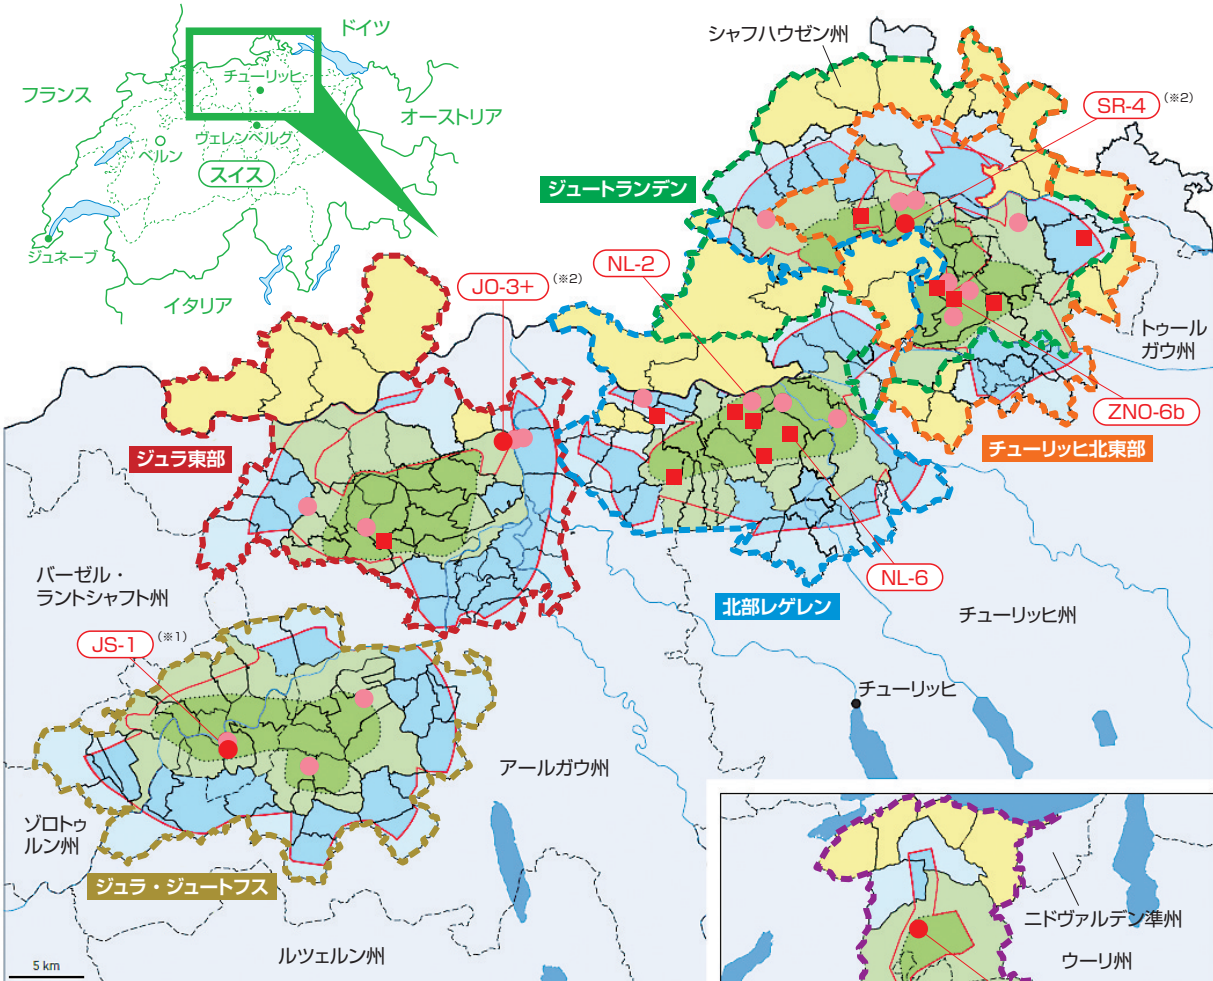 ドイツ
シャフハウゼン州
チューリッヒ
フランス
SR-4
(※2)
オーストリア
ヴェレンベルグ
ベルン
スイス
ジュートランデン
ジュネーブ
NL-2
JO-3+
(※2)
イタリア
トゥール
ガウ州
ZNO-6b
ジュラ東部
チューリッヒ北東部
バーゼル・
ラントシャフト州
NL-6
北部レゲレン
チューリッヒ州
JS-1
(※1)
チューリッヒ
アールガウ州
ゾロトゥ
ルン州
ジュラ・ジュートフス
ニドヴァルデン準州
ルツェルン州
ウーリ州
5 km